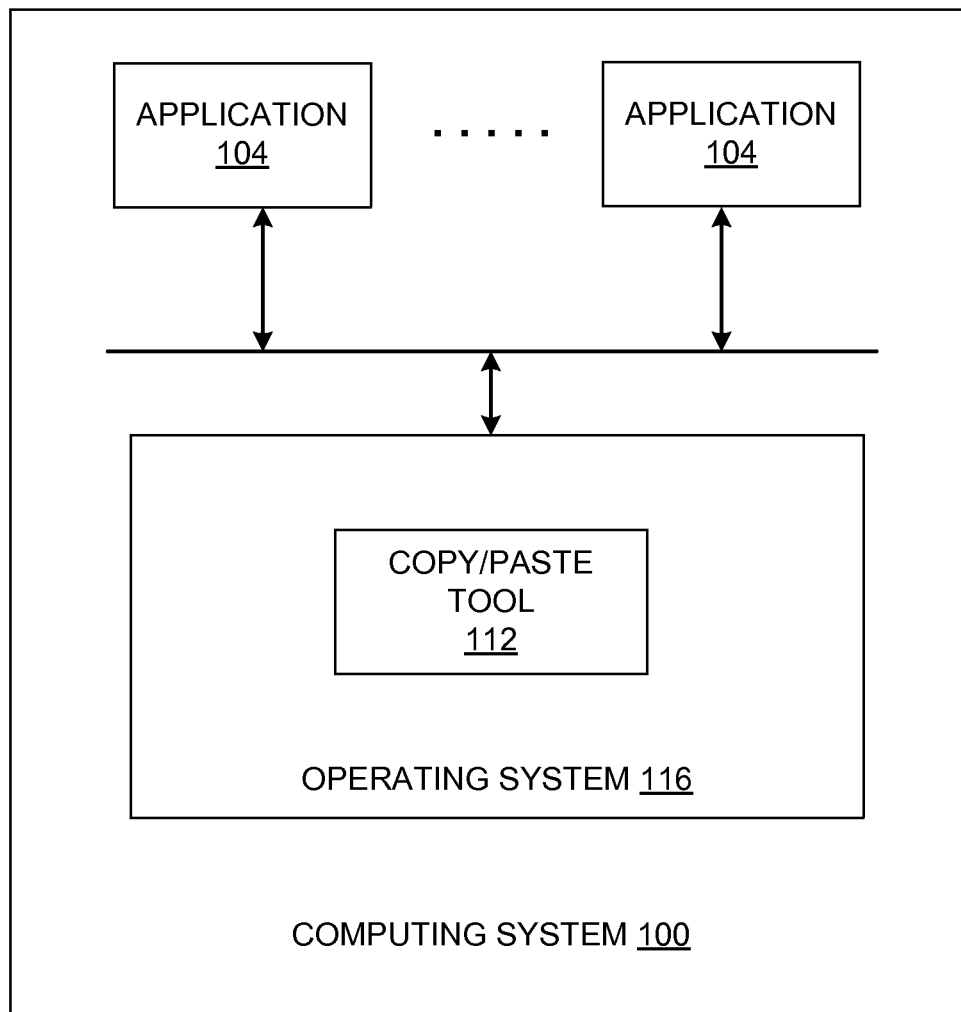 APPLICATION
104
. . . . .
APPLICATION
104
COPY/PASTE
TOOL
112
OPERATING SYSTEM 116
COMPUTING SYSTEM 100